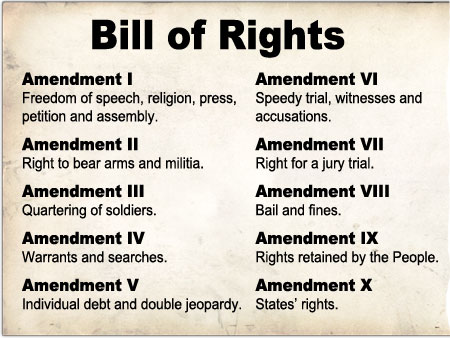 Bill of Rights
Amendment I
Freedom of speech, religion, press,
petition and assembly.
Amendment II
Right to bear arms and militia.
Amendment III
Quartering of soldiers.
Amendment IV
Warrants and searches.
Amendment V
Individual debt and double jeopardy.
Amendment VI
Speedy trial, witnesses and
accusations.
Amendment VII
Right for a jury trial.
Amendment VIII
Bail and fines.
Amendment IX
Rights retained by the People.
Amendment X
States' rights.